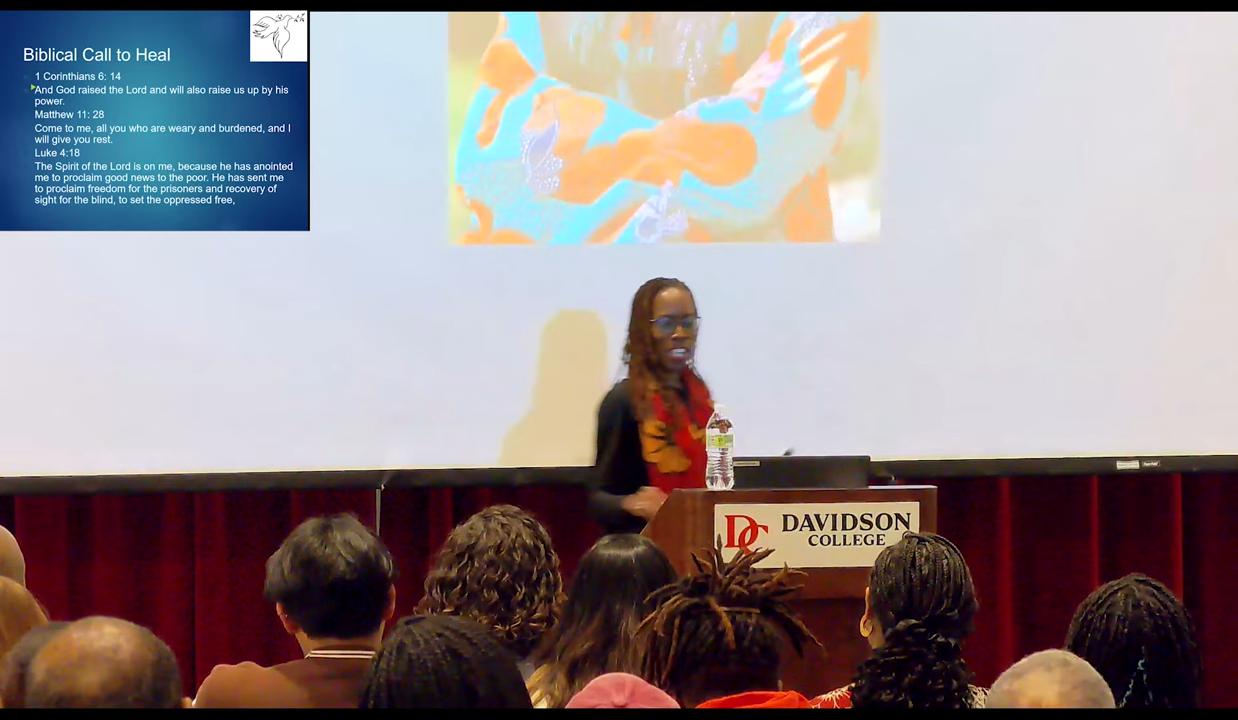 Biblical Call to Heal
1 Corinthians 6: 14
And God raised the Lord and will also raise us up by his
power.
Matthew 11: 28
Come to me, all you who are weary and burdened, and I
will give you rest.
Luke 4:18
The Spirit of the Lord is on me, because he has anointed
me to proclaim good news to the poor. He has sent me
to proclaim freedom for the prisoners and recovery of
sight for the blind, to set the oppressed free,
DC
DAVIDSON
COLLEGE